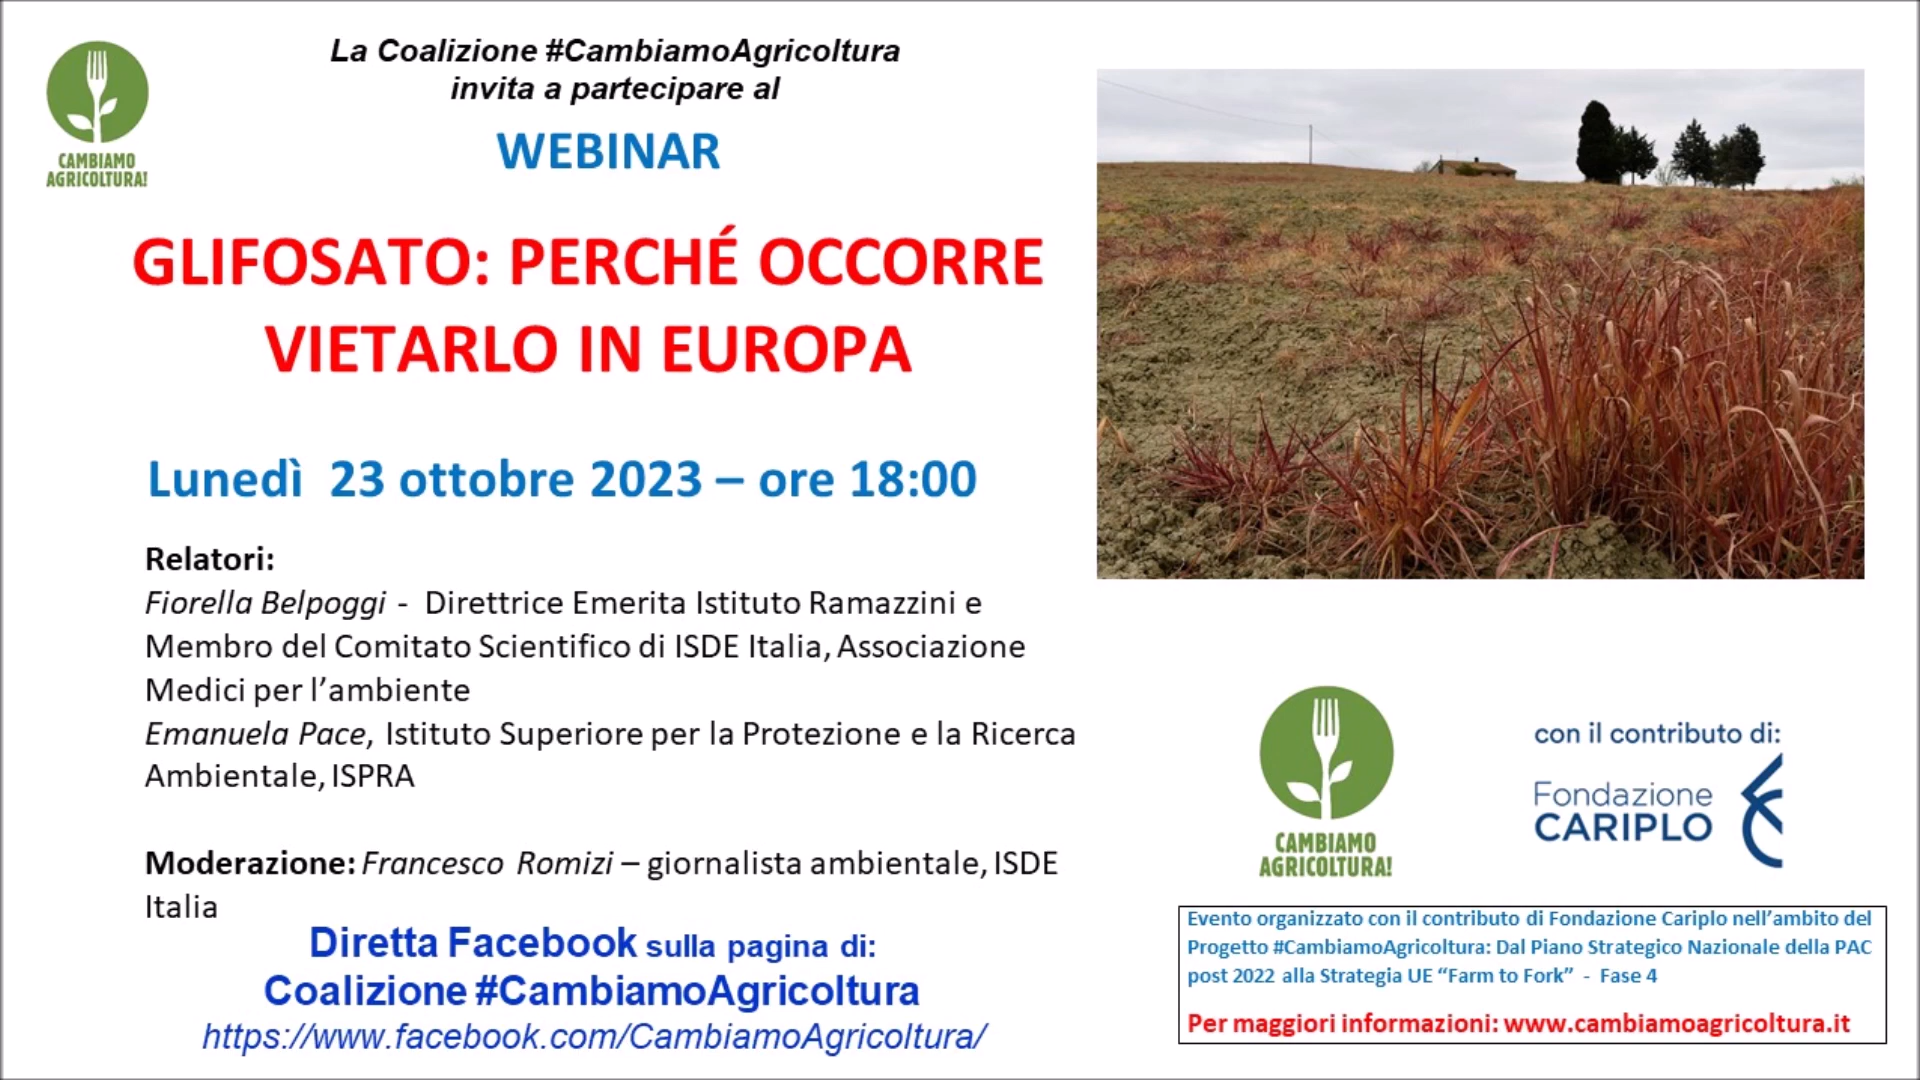 La Coalizione #CambiamoAgricoltura
invita a partecipare al
WEBINAR
CAMBIAMO
AGRICOLTURA!
GLIFOSATO: PERCHÉ OCCORRE
VIETARLO IN EUROPA
Lunedì 23 ottobre 2023 – ore 18:00
Relatori:
Fiorella Belpoggi - Direttrice Emerita Istituto Ramazzini e
Membro del Comitato Scientifico di ISDE Italia, Associazione
Medici per l’ambiente
Emanuela Pace, Istituto Superiore per la Protezione e la Ricerca
Ambientale, ISPRA
Moderazione: Francesco Romizi – giornalista ambientale, ISDE
Italia
Diretta Facebook sulla pagina di:
Coalizione #CambiamoAgricoltura
https://www.facebook.com/CambiamoAgricoltura/
CAMBIAMO
AGRICOLTURA!
con il contributo di:
Fondazione
CARIPLO
Evento organizzato con il contributo di Fondazione Cariplo nell’ambito del
Progetto #CambiamoAgricoltura: Dal Piano Strategico Nazionale della PAC
post 2022 alla Strategia UE “Farm to Fork” - Fase 4
Per maggiori informazioni: www.cambiamoagricoltura.it